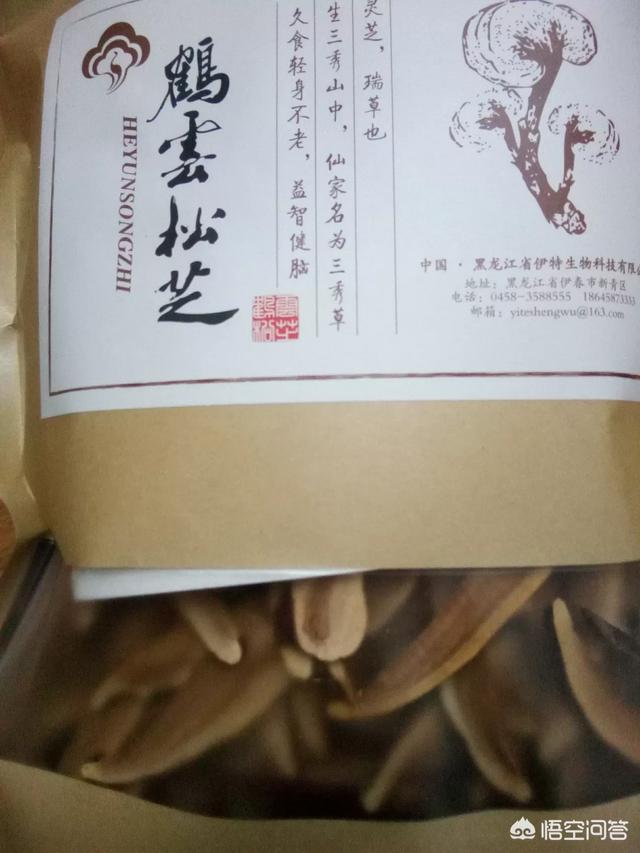 鶴雲松芝
HEYUNSONGZHI
灵芝，瑞草也
生三秀山中，仙家名为三秀草
久食轻身不老，益智健脑
中国·黑龙江省伊特生物科技有限
地址：黑龙江省伊春市新青区
电话：0458-3588555 18645873333
邮箱：yiteshengwu@163.com
悟空问答